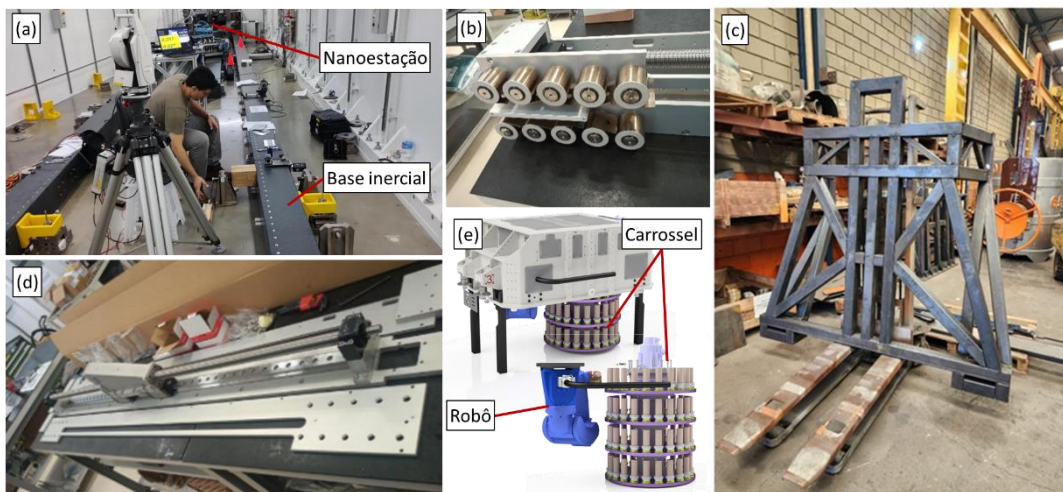 (a)
Nanoestação
Base inercial
(b)
(c)
(d)
(e)
Carrossel
Robô